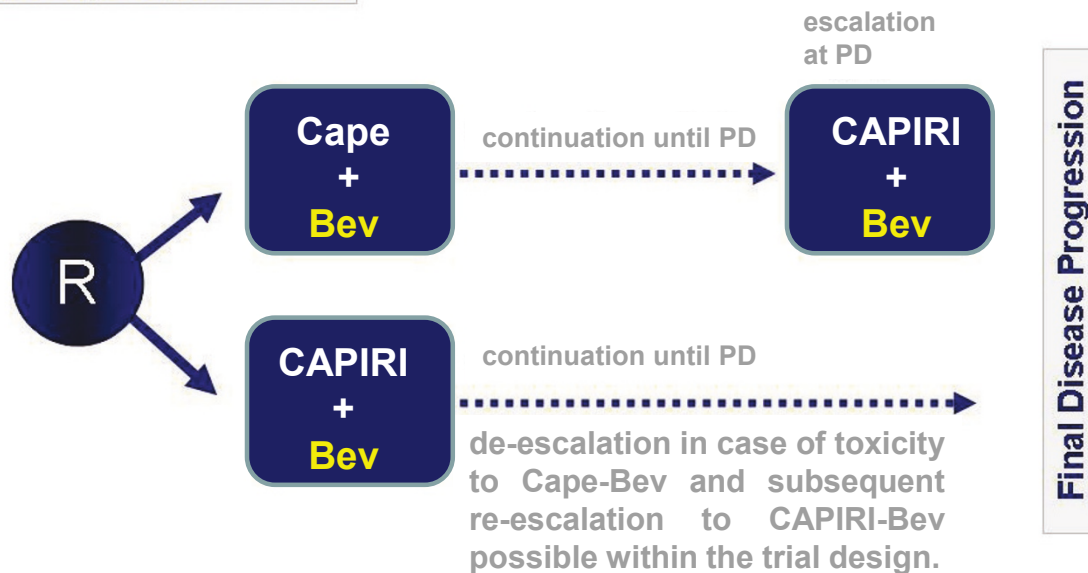 escalation
at PD
Cape
+
Bev
continuation until PD
CAPIRI
+
Bev
R
CAPIRI
+
Bev
continuation until PD
de-escalation in case of toxicity
to Cape-Bev and subsequent
re-escalation to CAPIRI-Bev
possible within the trial design.
Final Disease Progression